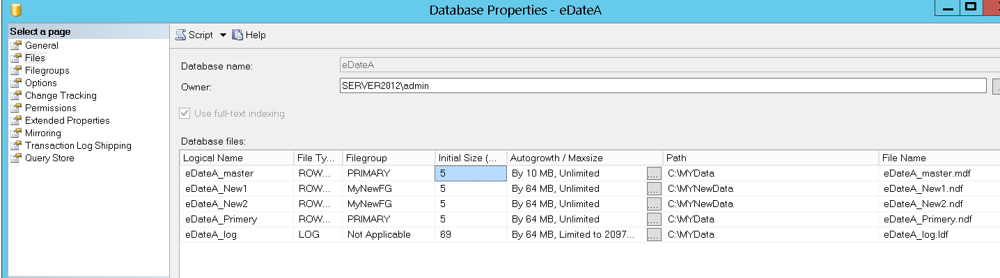 Database Properties - eDateA
Select a page
General
Files
Filegroups
Options
Change Tracking
Permissions
Extended Properties
Mirroring
Transaction Log Shipping
Query Store
Script Help
Database name: eDateA
Owner: SERVER2012\admin
...
Use full-text indexing
Database files:
Logical Name File Ty... Filegroup Initial Size (... Autogrowth / Maxsize Path File Name
eDateA_master ROW... PRIMARY 5 By 10 MB, Unlimited ... C:\MYData eDateA_master.mdf
eDateA_New1 ROW... MyNewFG 5 By 64 MB, Unlimited ... C:\MYNewData eDateA_New1.ndf
eDateA_New2 ROW... MyNewFG 5 By 64 MB, Unlimited ... C:\MYNewData eDateA_New2.ndf
eDateA_Primery ROW... PRIMARY 5 By 64 MB, Unlimited ... C:\MYData eDateA_Primery.ndf
eDateA_log LOG Not Applicable 69 By 64 MB, Limited to 2097... ... C:\MYData eDateA_log.ldf